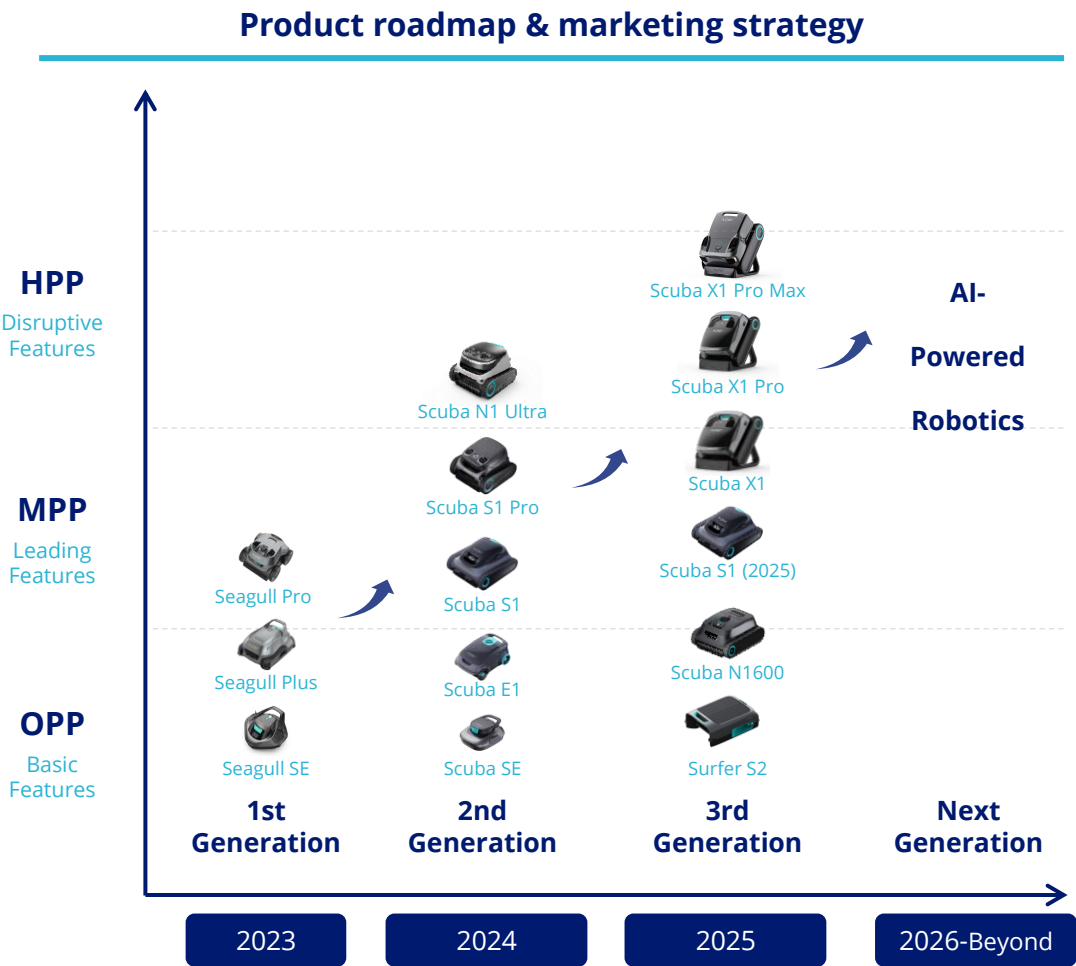 Product roadmap & marketing strategy
HPP
Disruptive
Features
MPP
Leading
Features
OPP
Basic
Features
Seagull Pro
Seagull Plus
Seagull SE
1st
Generation
Scuba N1 Ultra
Scuba S1 Pro
Scuba S1
Scuba E1
Scuba SE
2nd
Generation
Scuba X1 Pro Max
Scuba X1 Pro
Scuba X1
Scuba S1 (2025)
Scuba N1600
Surfer S2
3rd
Generation
AI-
Powered
Robotics
Next
Generation
2023
2024
2025
2026-Beyond